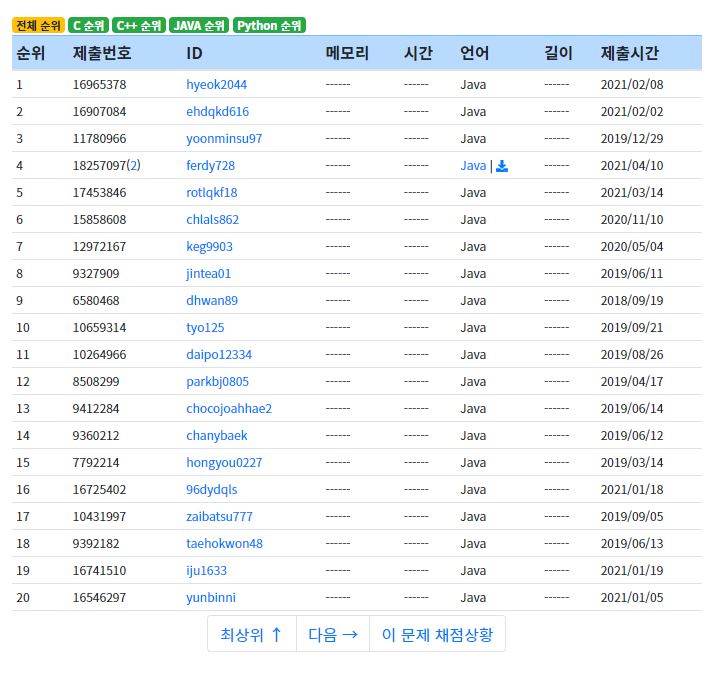 전체 순위 C 순위 C++ 순위 JAVA 순위 Python 순위
순위 제출번호 ID 메모리 시간 언어 길이 제출시간
1 16965378 hyeok2044 ------ ------ Java ------ 2021/02/08
2 16907084 ehdqkd616 ------ ------ Java ------ 2021/02/02
3 11780966 yoonminsu97 ------ ------ Java ------ 2019/12/29
4 18257097(2) ferdy728 ------ ------ Java | ------ 2021/04/10
5 17453846 rotlqkf18 ------ ------ Java ------ 2021/03/14
6 15858608 chlals862 ------ ------ Java ------ 2020/11/10
7 12972167 keg9903 ------ ------ Java ------ 2020/05/04
8 9327909 jintea01 ------ ------ Java ------ 2019/06/11
9 6580468 dhwan89 ------ ------ Java ------ 2018/09/19
10 10659314 tyo125 ------ ------ Java ------ 2019/09/21
11 10264966 daipo12334 ------ ------ Java ------ 2019/08/26
12 8508299 parkbj0805 ------ ------ Java ------ 2019/04/17
13 9412284 chocojoahhae2 ------ ------ Java ------ 2019/06/14
14 9360212 chanybaek ------ ------ Java ------ 2019/06/12
15 7792214 hongyou0227 ------ ------ Java ------ 2019/03/14
16 16725402 96dydqls ------ ------ Java ------ 2021/01/18
17 10431997 zaibatsu777 ------ ------ Java ------ 2019/09/05
18 9392182 taehokwon48 ------ ------ Java ------ 2019/06/13
19 16741510 iju1633 ------ ------ Java ------ 2021/01/19
20 16546297 yunbinni ------ ------ Java ------ 2021/01/05
최상위 ↑ 다음 → 이 문제 채점상황